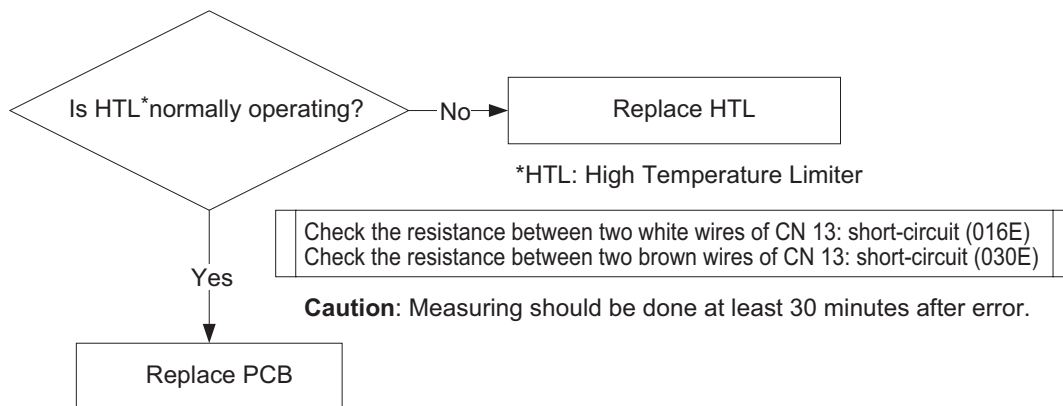 Is HTL*normally operating?
No
Replace HTL
*HTL: High Temperature Limiter
Check the resistance between two white wires of CN 13: short-circuit (016E)
Check the resistance between two brown wires of CN 13: short-circuit (030E)
Yes
Caution: Measuring should be done at least 30 minutes after error.
Replace PCB